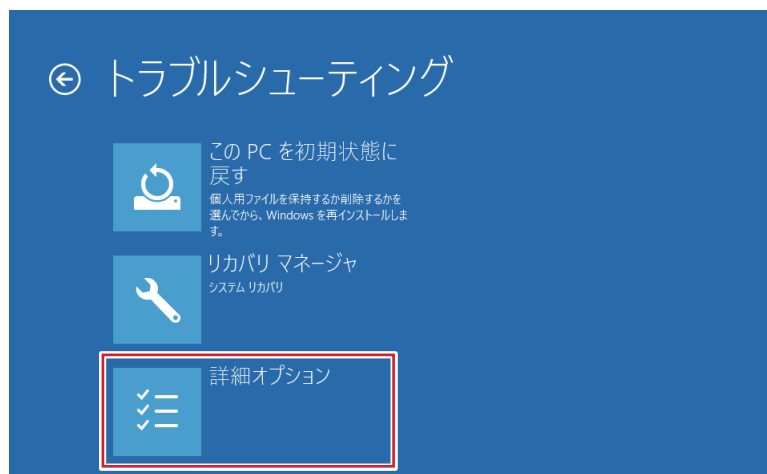 トラブルシューティング
この PC を初期状態に
戻す
個人用ファイルを保持するか削除するかを
選んでから、Windows を再インストールしま
す。
リカバリ マネージャ
システム リカバリ
詳細オプション